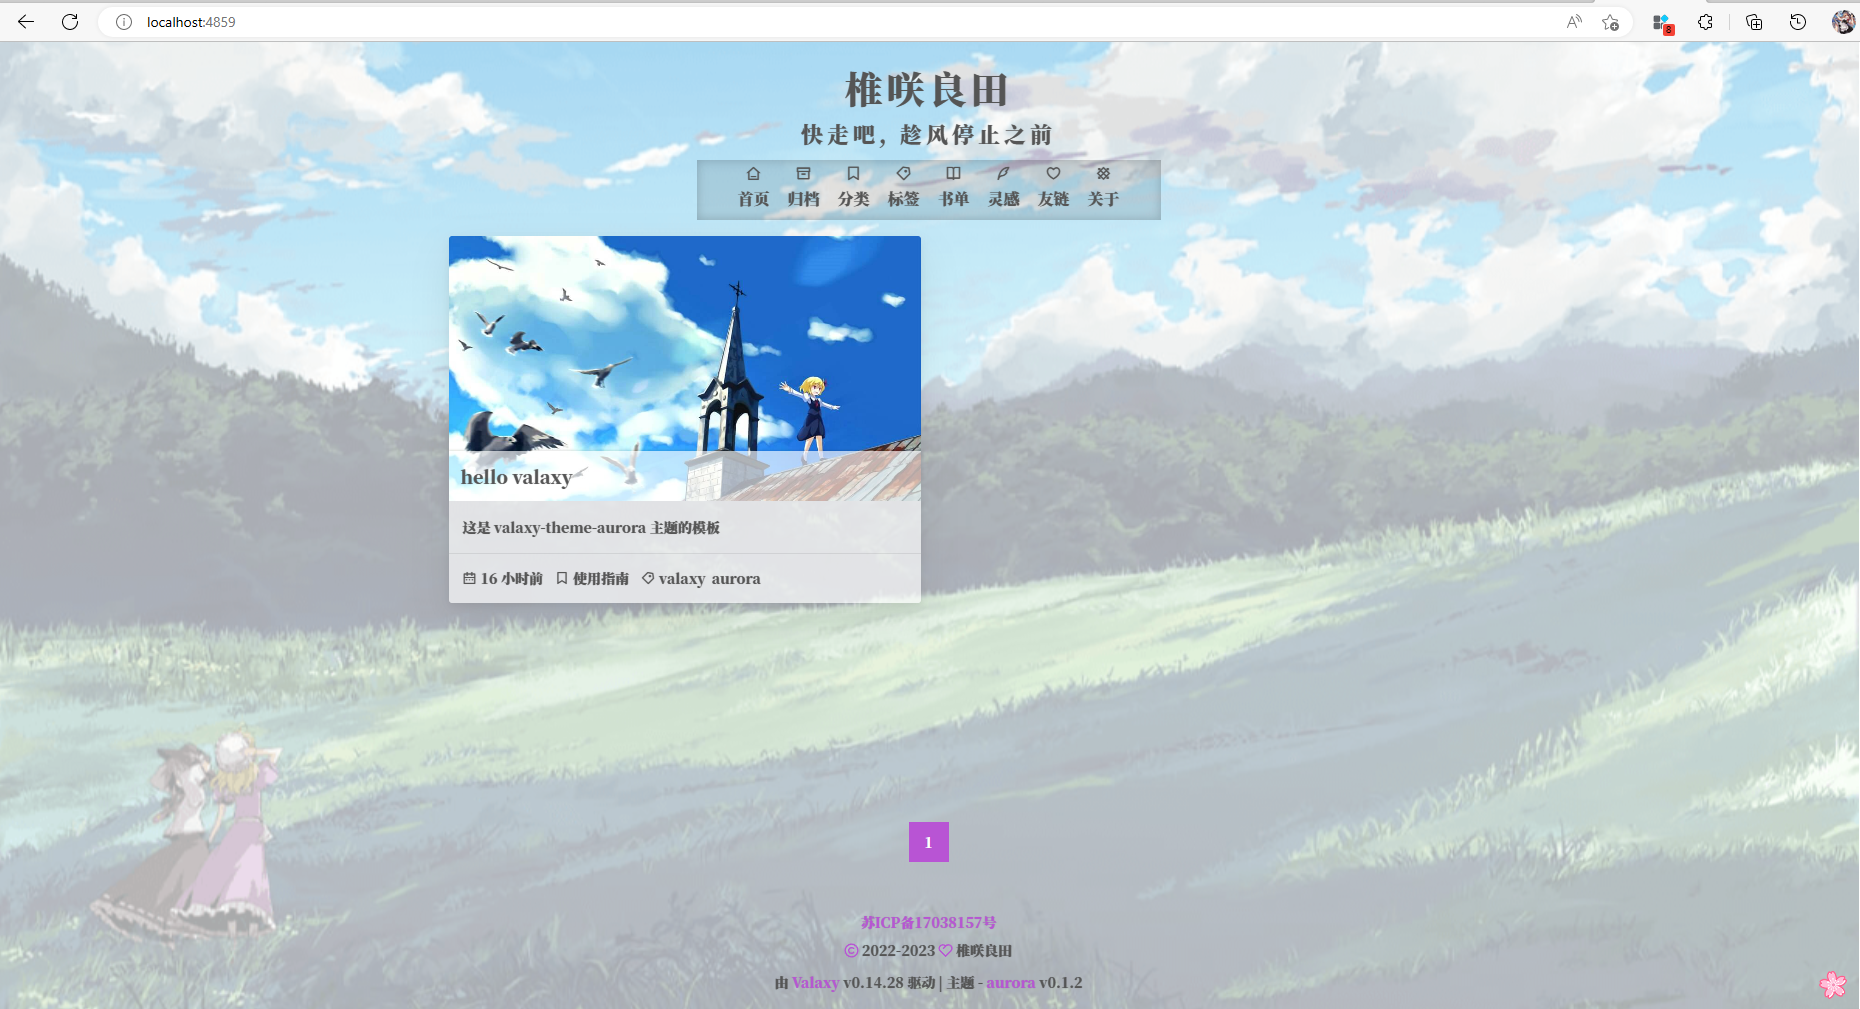 localhost:4859
8
椎咲良田
快走吧，趁风停止之前
首页 归档 分类 标签 书单 灵感 友链 关于
hello valaxy
这是 valaxy-theme-aurora 主题的模板
16 小时前 使用指南 valaxy aurora
1
苏ICP备17038157号
© 2022-2023 椎咲良田
由 Valaxy v0.14.28 驱动 | 主题 - aurora v0.1.2